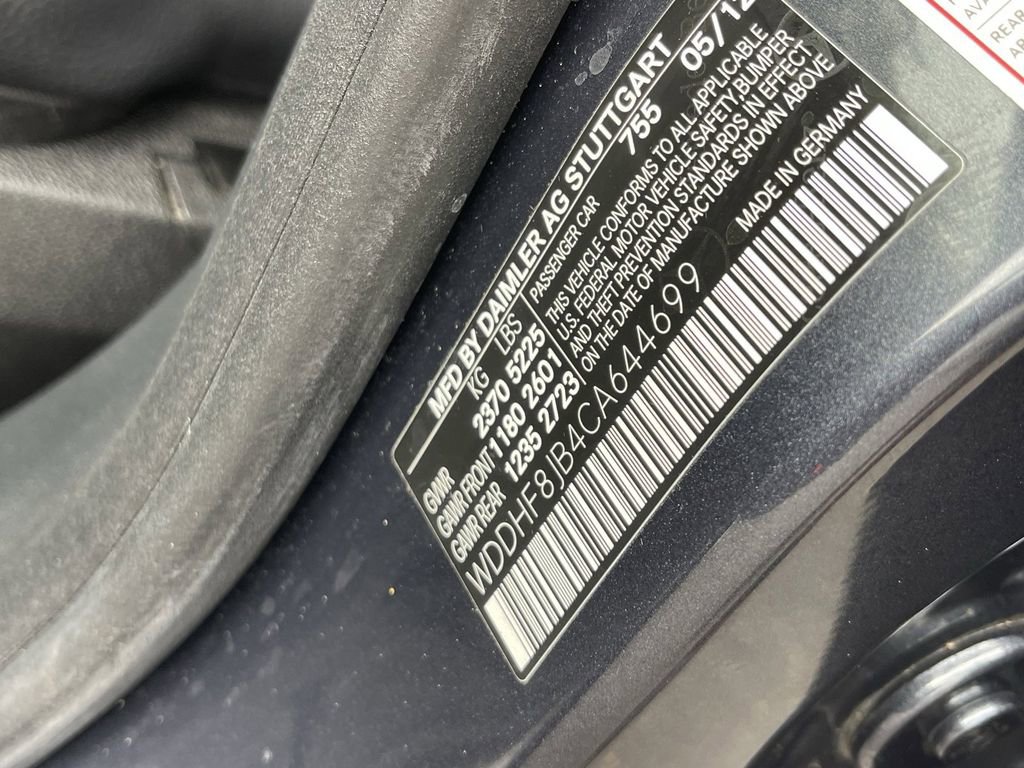 MFD BY DAIMLER AG STUTTGART
755
05/12
KG LBS
GWR 2370 5225
GAWR FRONT 1180 2601
GAWR REAR 1235 2723
PASSENGER CAR
THIS VEHICLE CONFORMS TO ALL APPLICABLE
U.S. FEDERAL MOTOR VEHICLE SAFETY, BUMPER
AND THEFT PREVENTION STANDARDS IN EFFECT
ON THE DATE OF MANUFACTURE SHOWN ABOVE
WDDHF8JB4CA644699
MADE IN GERMANY
REAR